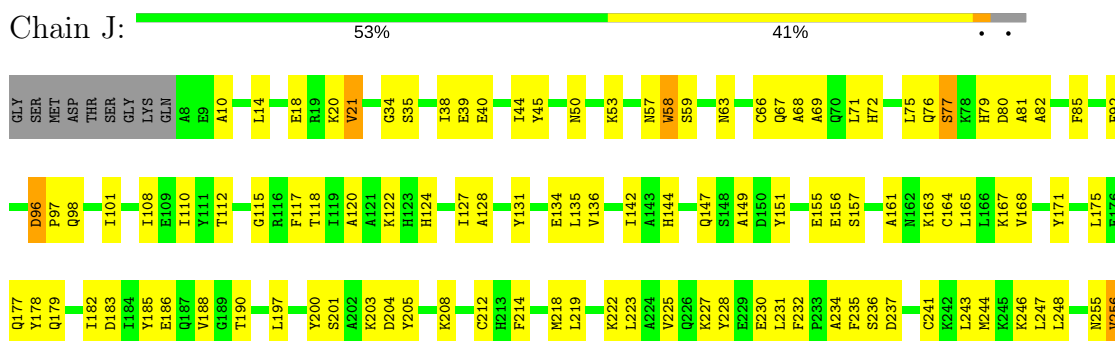 Chain J:
53% 41% • •
GLY SER MET ASP THR SER GLY LYS GLN A8 E9 A10 L14 E18 R19 K20 V21 G34 S35 I38 E39 E40 I44 Y45 N50 K53 N57 W58 S59 N63 C66 Q67 A68 A69 Q70 L71 H72 L75 Q76 S77 K78 H79 D80 A81 A82 F85
D96 P97 Q98 I101 I108 E109 I110 Y111 T112 G115 R116 F117 T118 I119 A120 A121 K122 H123 H124 I127 A128 Y131 E134 L135 V136 I142 A143 H144 Q147 S148 A149 D150 Y151 E155 E156 S157 A161 N162 K163 C164 L165 L166 K167 V168 Y171 L175
Q177 Y178 Q179 I182 D183 I184 Y185 E186 Q187 V188 G189 T190 L197 Y200 S201 A202 K203 D204 Y205 K208 C212 H213 F214 M218 L219 K222 L223 A224 V225 Q226 K227 Y228 E229 E230 L231 F232 P233 A234 F235 S236 D237 C241 K242 L243 M244 K245 K246 L247 L248 N255